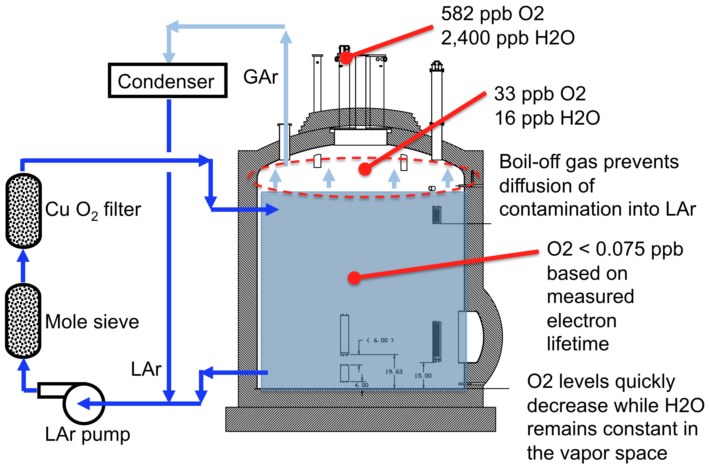 582 ppb O2
2,400 ppb H2O
GAr
Condenser
33 ppb O2
16 ppb H2O
Boil-off gas prevents
diffusion of
contamination into LAr
Cu O₂ filter
O2 < 0.075 ppb
based on
measured
electron
lifetime
Mole sieve
( 6.00 )
19.63
15.00
4.00
LAr
O2 levels quickly
decrease while H2O
remains constant in
the vapor space
LAr pump